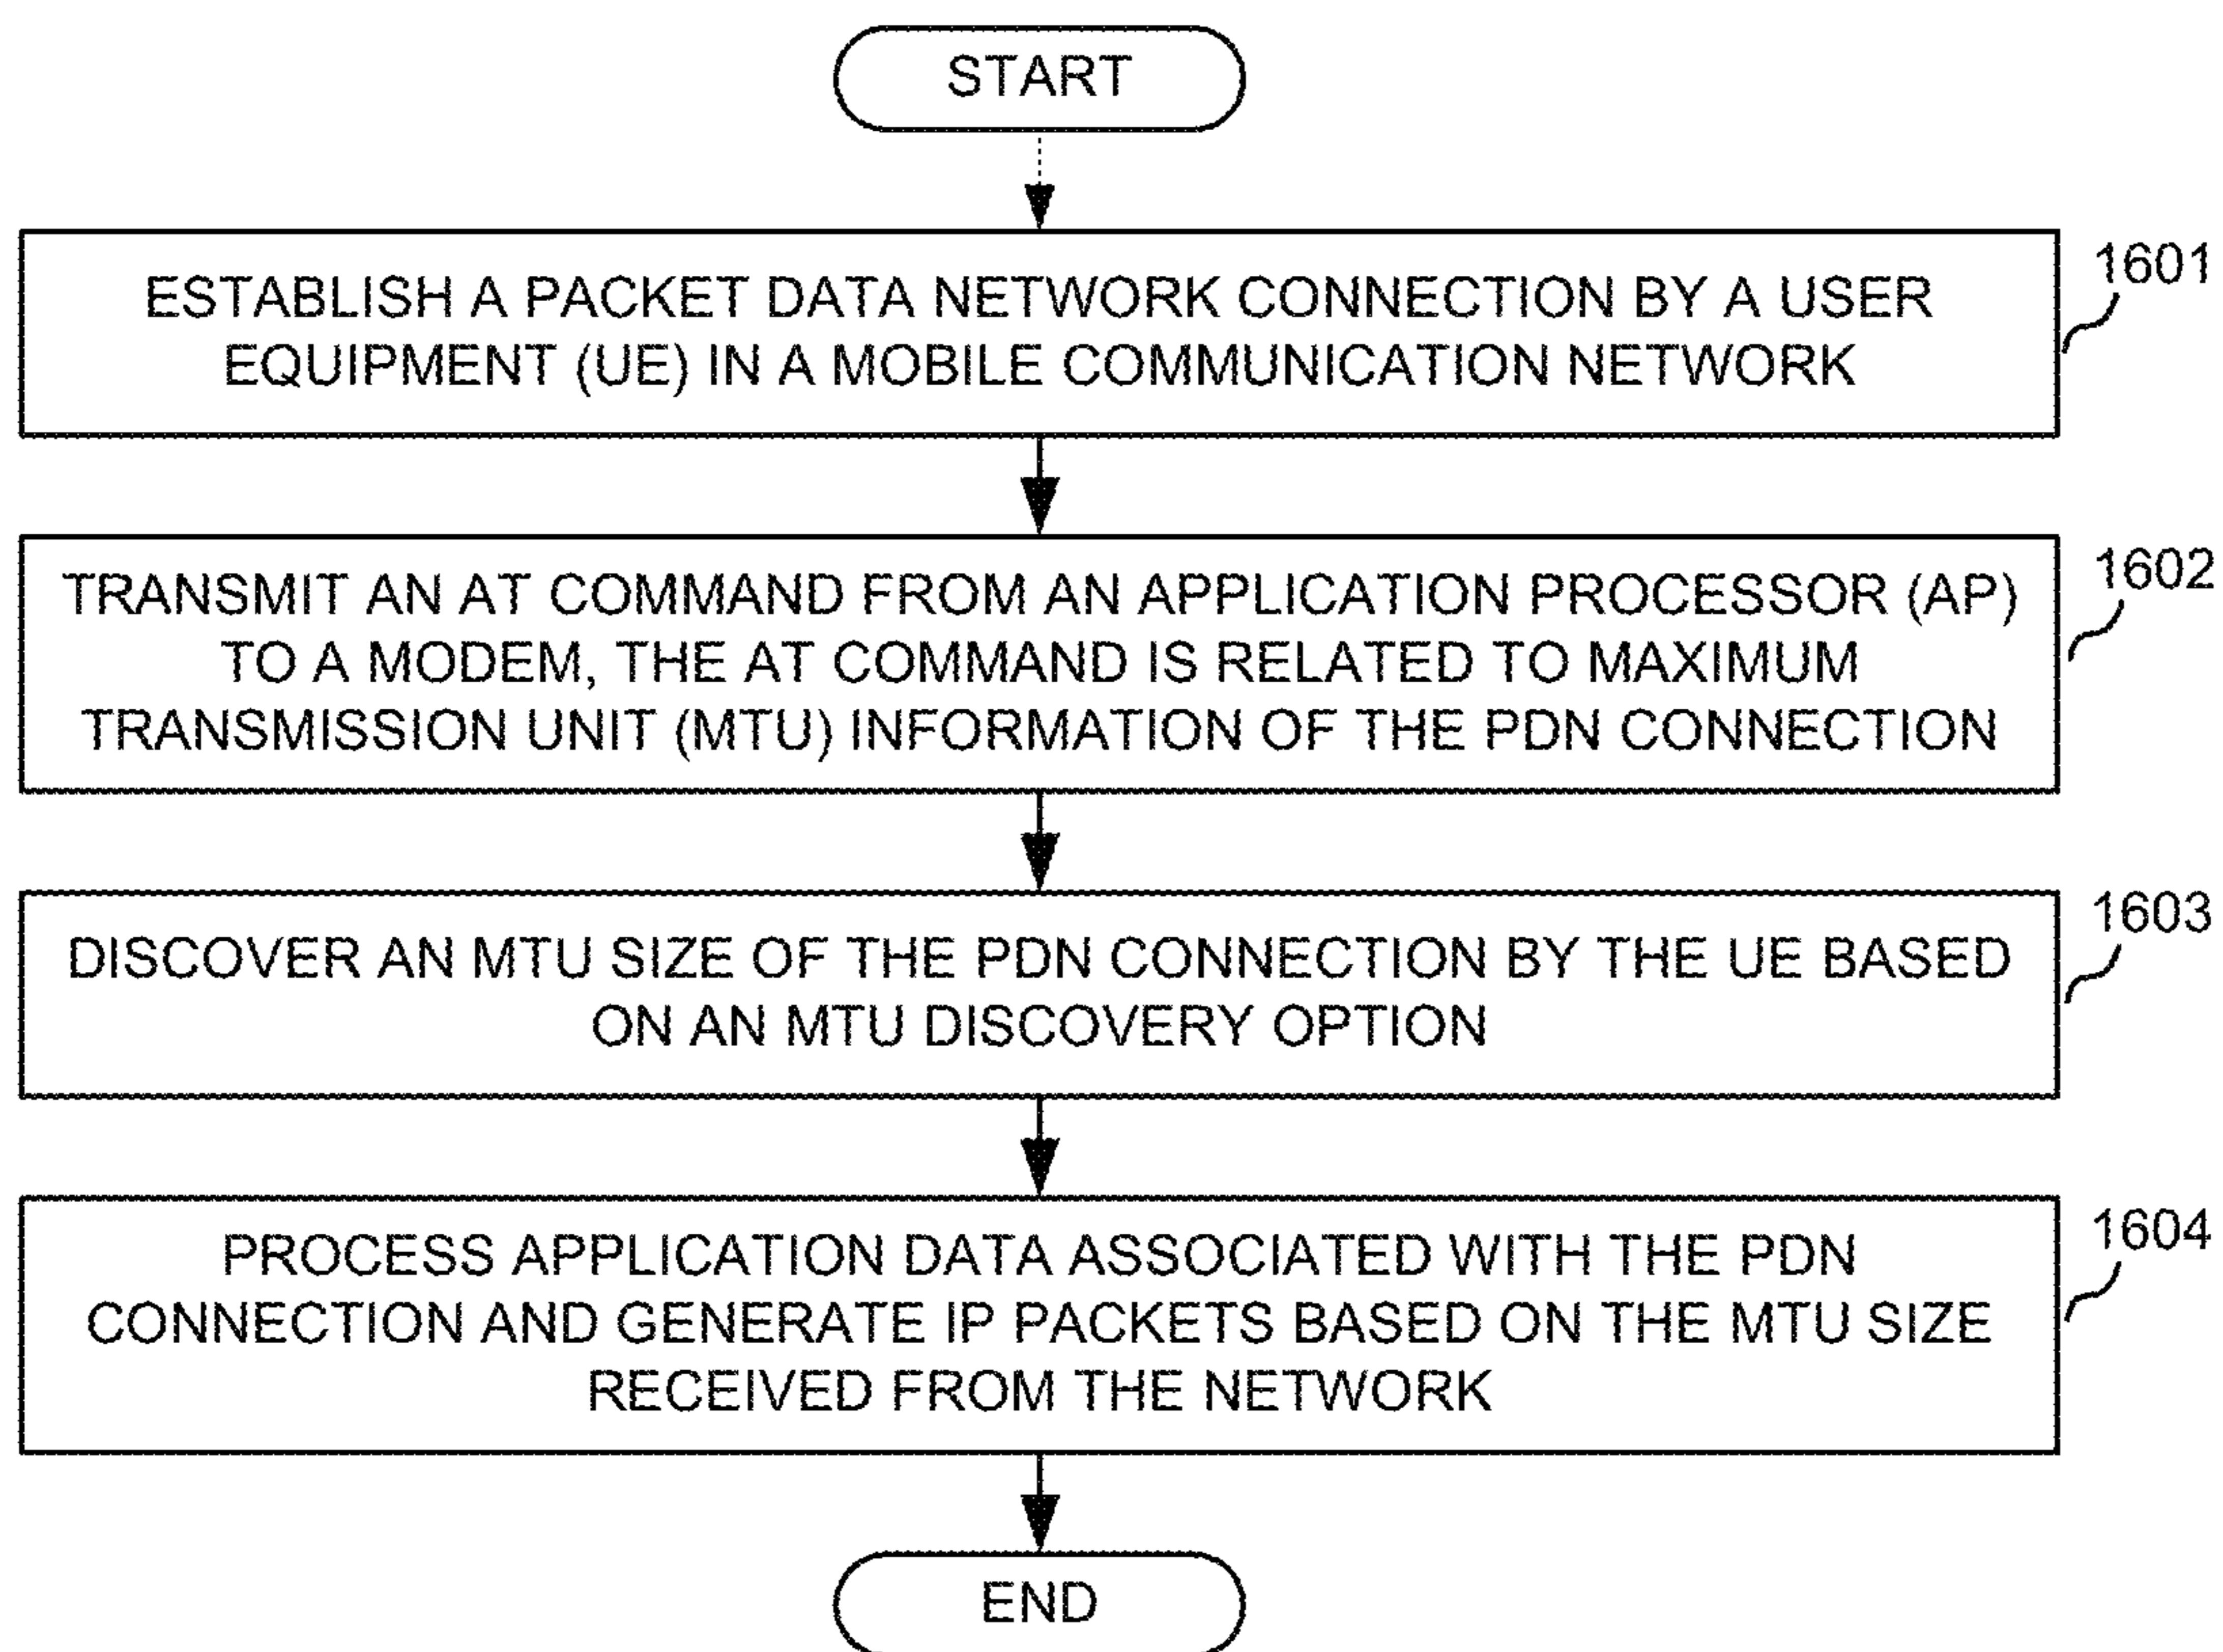 START
ESTABLISH A PACKET DATA NETWORK CONNECTION BY A USER
EQUIPMENT (UE) IN A MOBILE COMMUNICATION NETWORK
1601
TRANSMIT AN AT COMMAND FROM AN APPLICATION PROCESSOR (AP)
TO A MODEM, THE AT COMMAND IS RELATED TO MAXIMUM
TRANSMISSION UNIT (MTU) INFORMATION OF THE PDN CONNECTION
1602
DISCOVER AN MTU SIZE OF THE PDN CONNECTION BY THE UE BASED
ON AN MTU DISCOVERY OPTION
1603
PROCESS APPLICATION DATA ASSOCIATED WITH THE PDN
CONNECTION AND GENERATE IP PACKETS BASED ON THE MTU SIZE
RECEIVED FROM THE NETWORK
1604
END